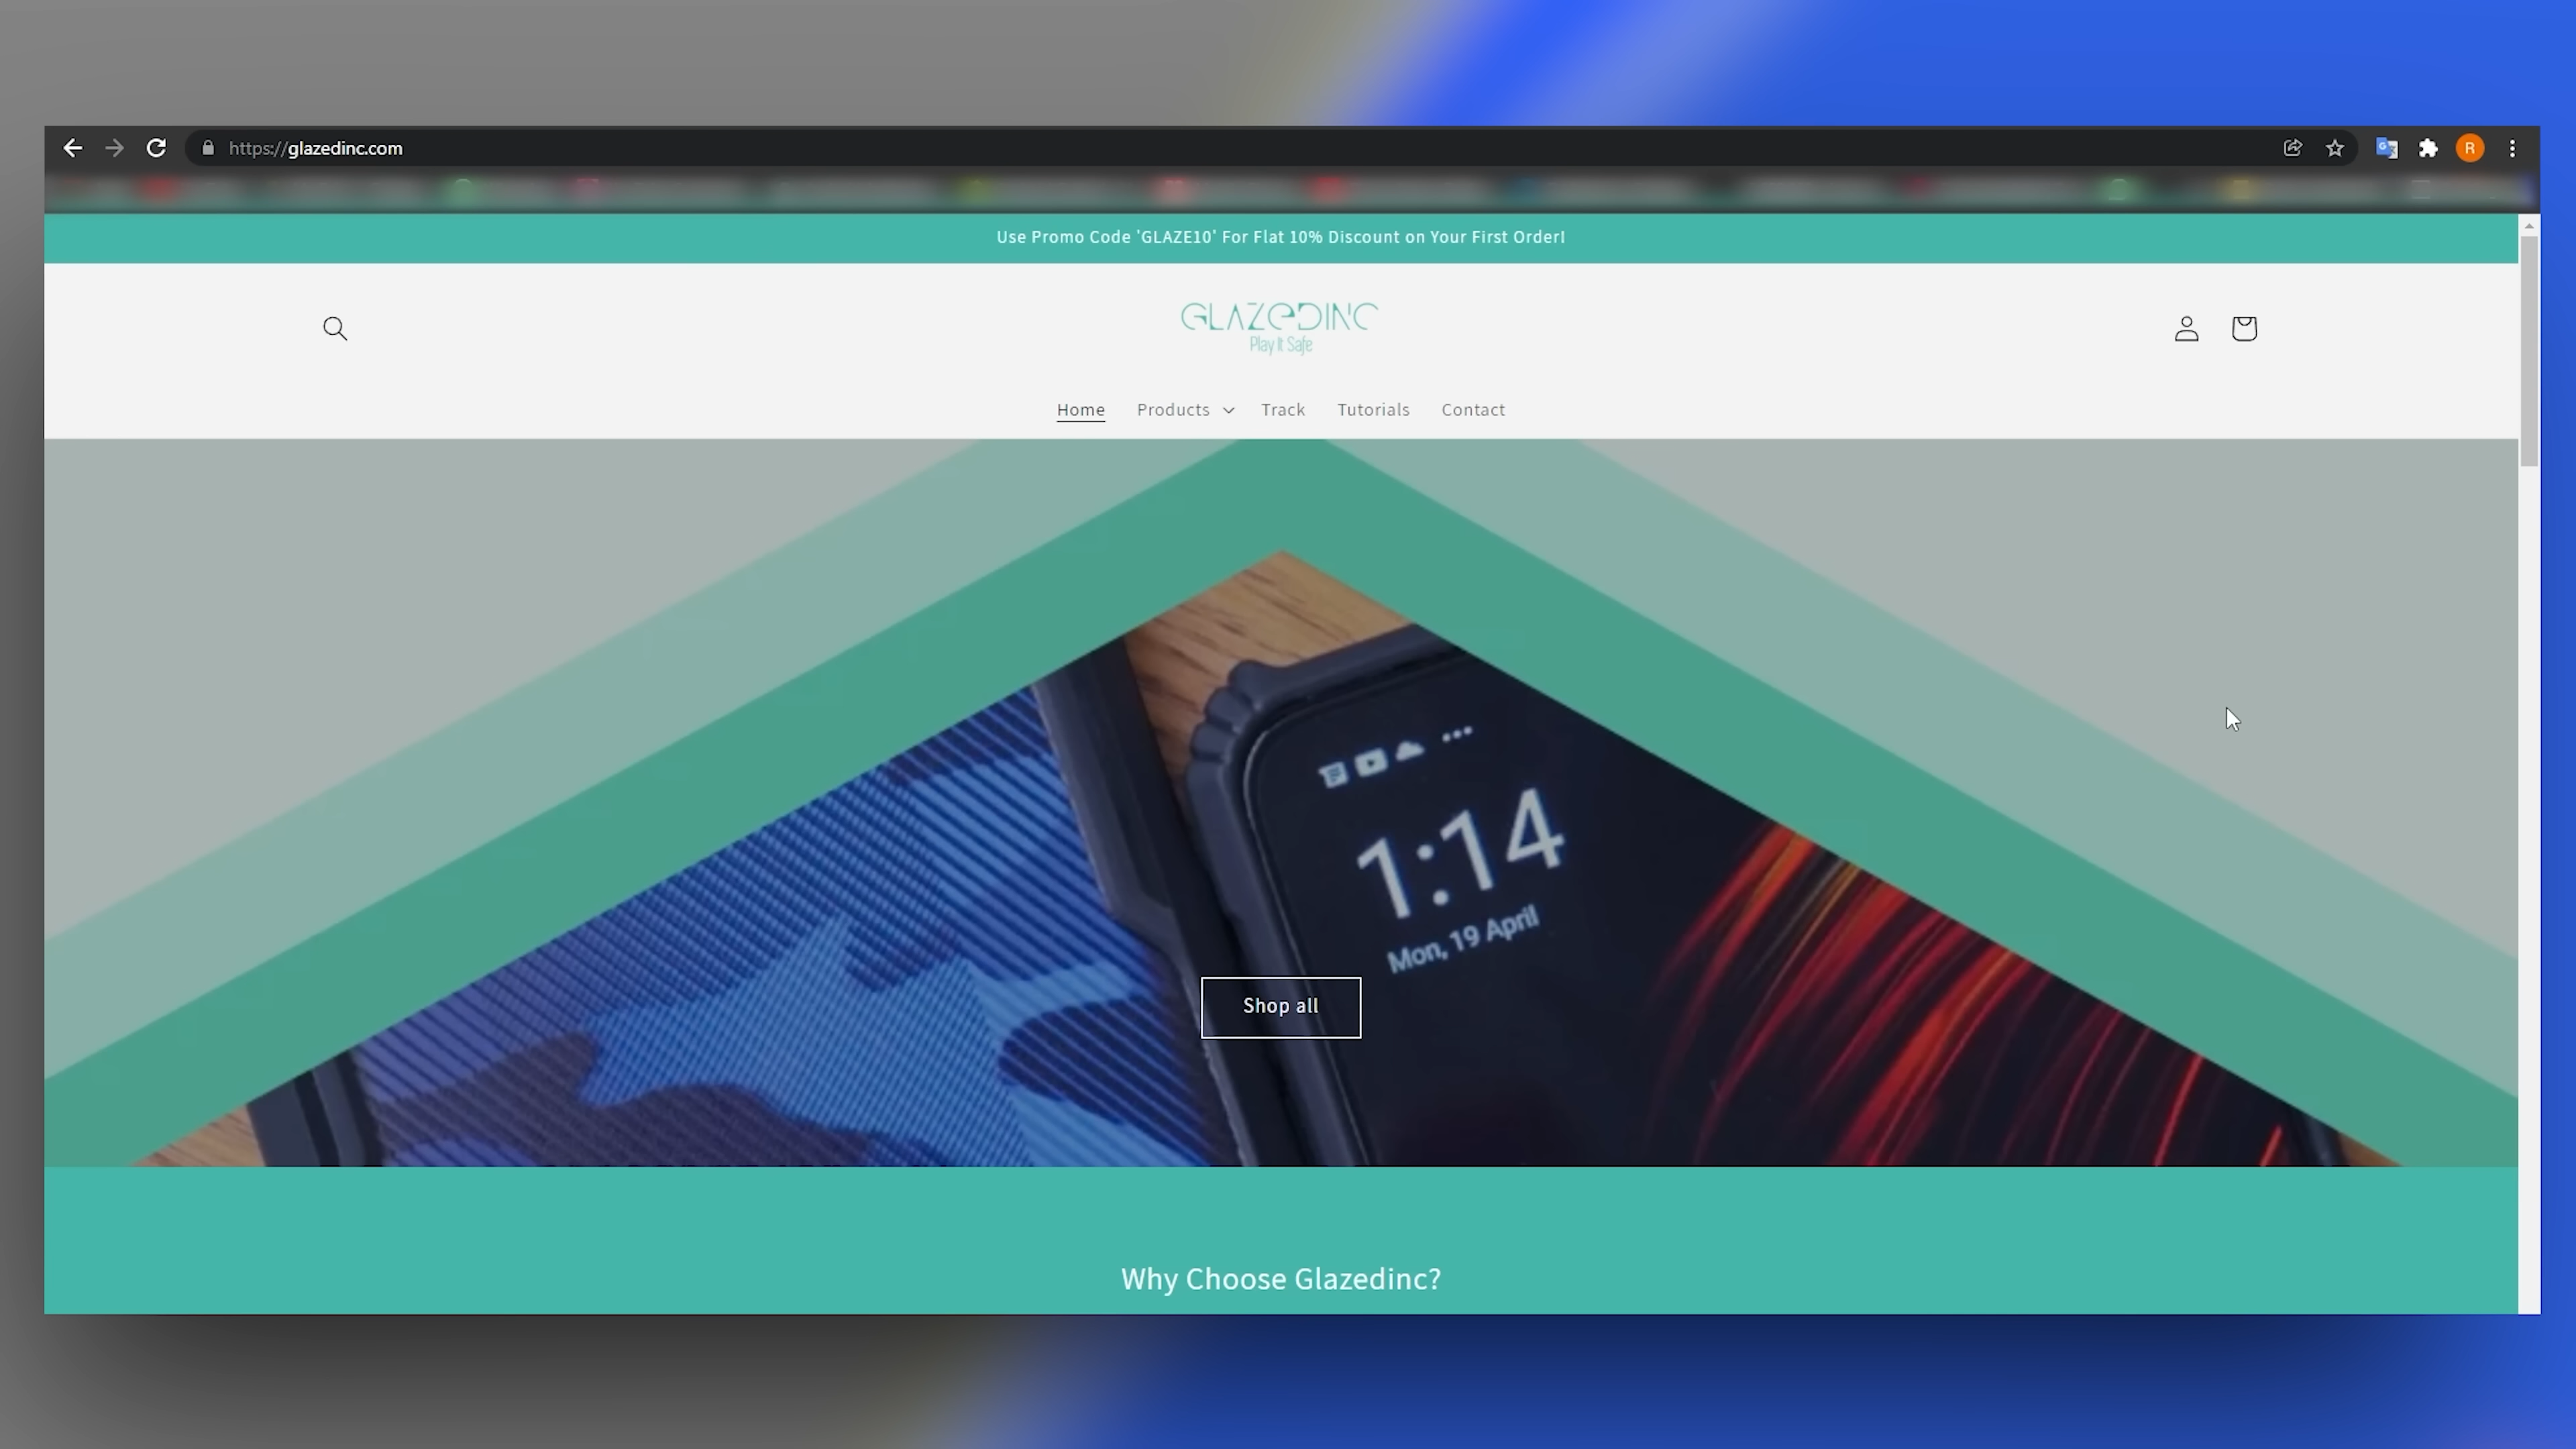 https://glazedinc.com
R
Use Promo Code 'GLAZE10' For Flat 10% Discount on Your First Order!
GLAZEDINC
Play It Safe
Home Products Track Tutorials Contact
1:14
Mon, 19 April
Shop all
Why Choose Glazedinc?